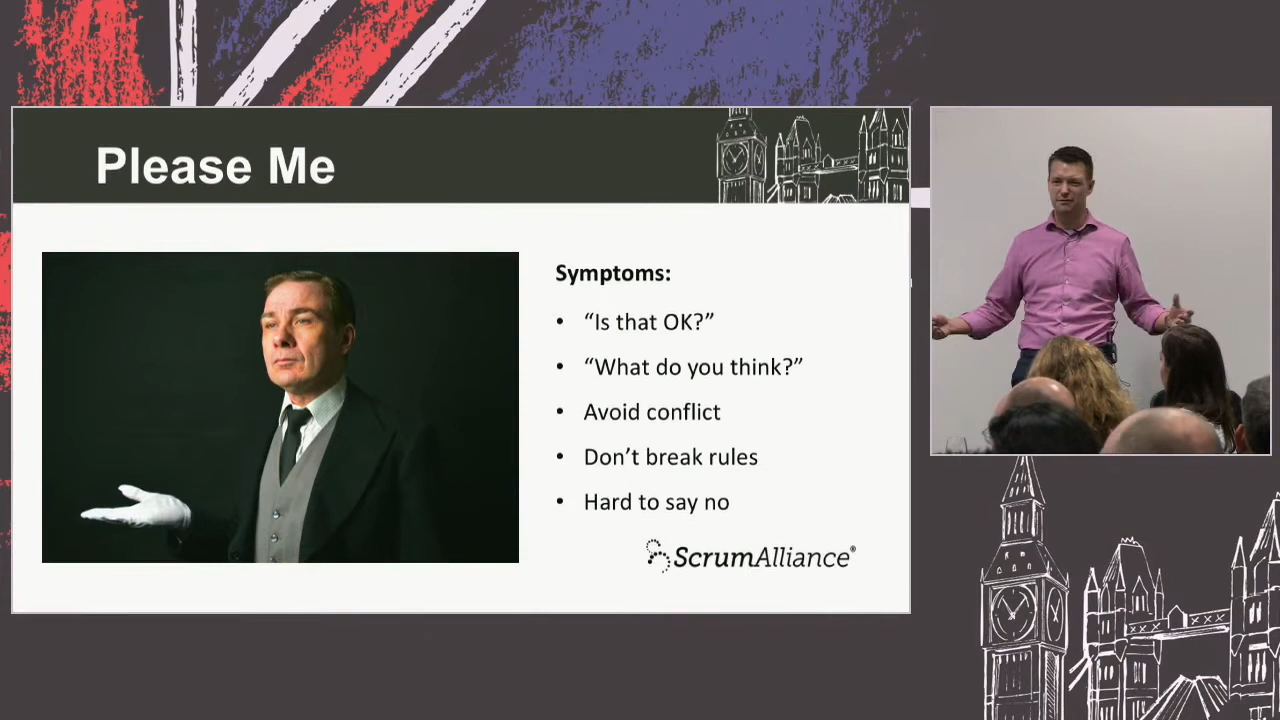 Please Me
Symptoms:
• “Is that OK?”
• “What do you think?”
• Avoid conflict
• Don’t break rules
• Hard to say no
ScrumAlliance®